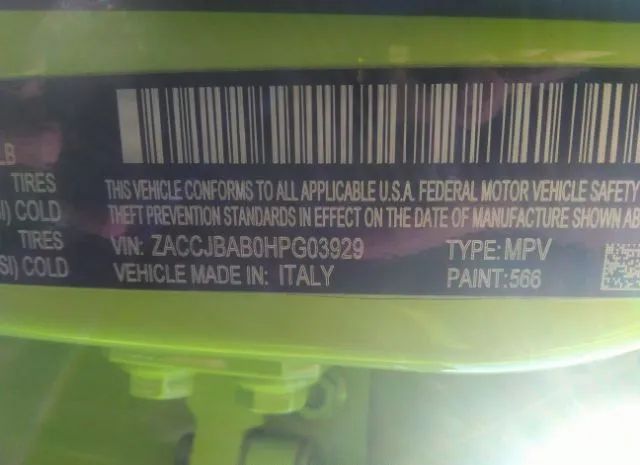 LB
TIRES
SI) COLD
TIRES
SI) COLD
THIS VEHICLE CONFORMS TO ALL APPLICABLE U.S.A. FEDERAL MOTOR VEHICLE SAFETY
THEFT PREVENTION STANDARDS IN EFFECT ON THE DATE OF MANUFACTURE SHOWN A
VIN: ZACCJBAB0HPG03929 TYPE: MPV
VEHICLE MADE IN: ITALY PAINT:566